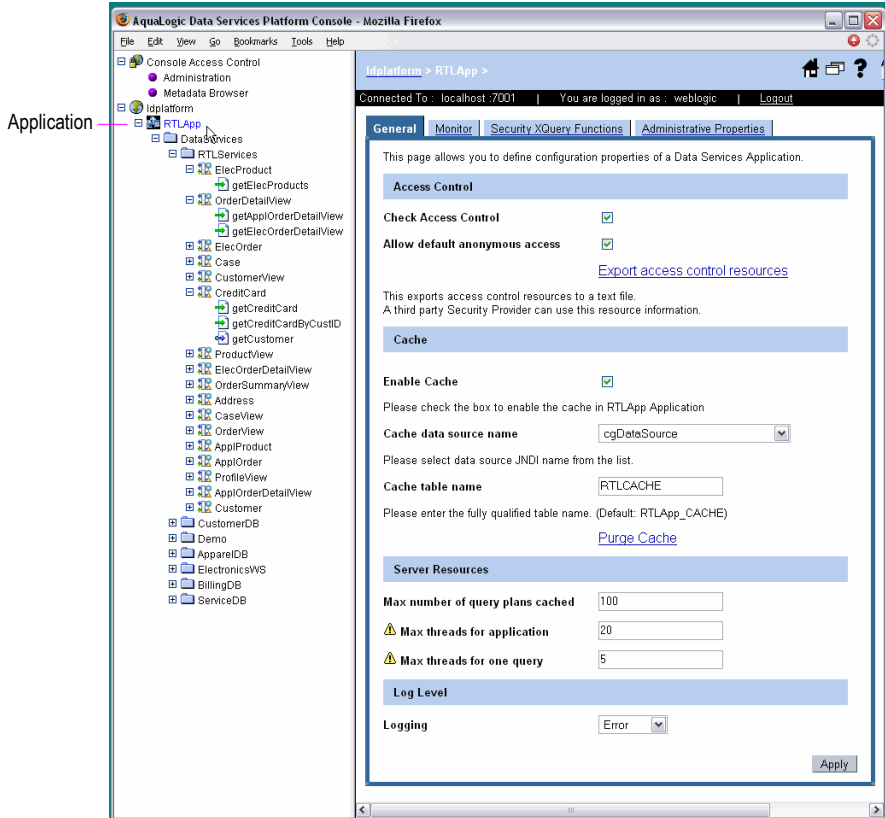 AquaLogic Data Services Platform Console - Mozilla Firefox
File Edit View Go Bookmarks Tools Help
Application
Console Access Control
Administration
Metadata Browser
ldplatform
RTLApp
DataServices
RTLServices
ElecProduct
getElecProducts
OrderDetailView
getApplOrderDetailView
getElecOrderDetailView
ElecOrder
Case
CustomerView
CreditCard
getCreditCard
getCreditCardByCustID
getCustomer
ProductView
ElecOrderDetailView
OrderSummaryView
Address
CaseView
OrderView
ApplProduct
ApplOrder
ProfileView
ApplOrderDetailView
Customer
CustomerDB
Demo
ApparelDB
ElectronicsWS
BillingDB
ServiceDB
ldplatform > RTLApp >
Connected To : localhost :7001 | You are logged in as : weblogic | Logout
General Monitor Security XQuery Functions Administrative Properties
This page allows you to define configuration properties of a Data Services Application.
Access Control
Check Access Control
Allow default anonymous access
Export access control resources
This exports access control resources to a text file.
A third party Security Provider can use this resource information.
Cache
Enable Cache
Please check the box to enable the cache in RTLApp Application
Cache data source name cgDataSource
Please select data source JNDI name from the list.
Cache table name RTLCACHE
Please enter the fully qualified table name. (Default: RTLApp_CACHE)
Purge Cache
Server Resources
Max number of query plans cached 100
Max threads for application 20
Max threads for one query 5
Log Level
Logging Error
Apply